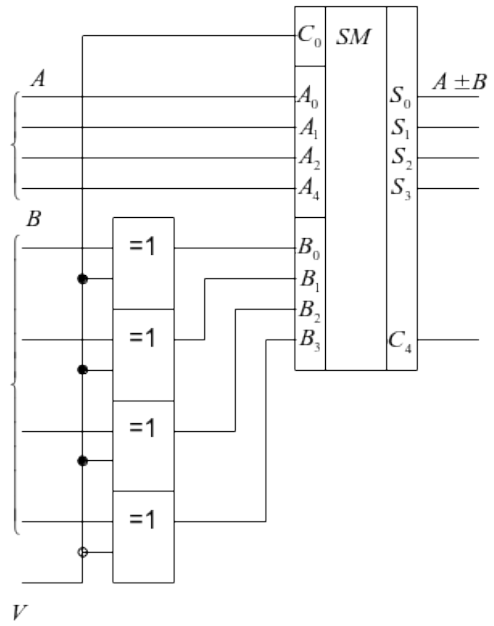 C₀ SM
A
A₀ S₀ A ± B
A₁ S₁
A₂ S₂
A₄ S₃
B
=1 B₀
B₁
B₂
=1 B₃ C₄
=1
=1
V